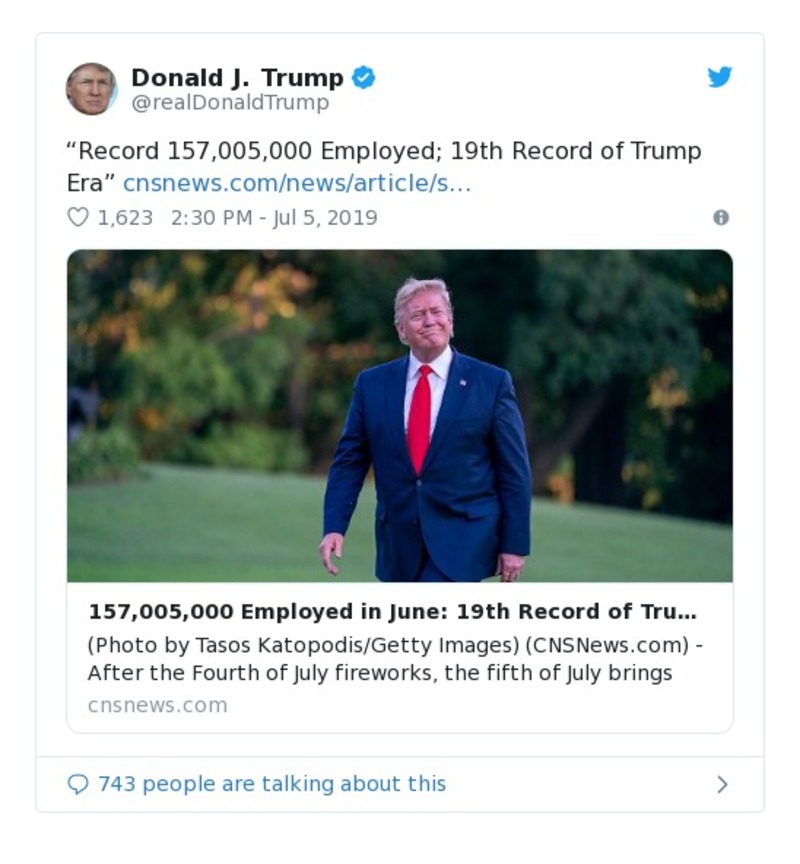 Donald J. Trump
@realDonaldTrump
“Record 157,005,000 Employed; 19th Record of Trump
Era” cnsnews.com/news/article/s…
1,623 2:30 PM - Jul 5, 2019
157,005,000 Employed in June: 19th Record of Tru…
(Photo by Tasos Katopodis/Getty Images) (CNSNews.com) -
After the Fourth of July fireworks, the fifth of July brings
cnsnews.com
743 people are talking about this